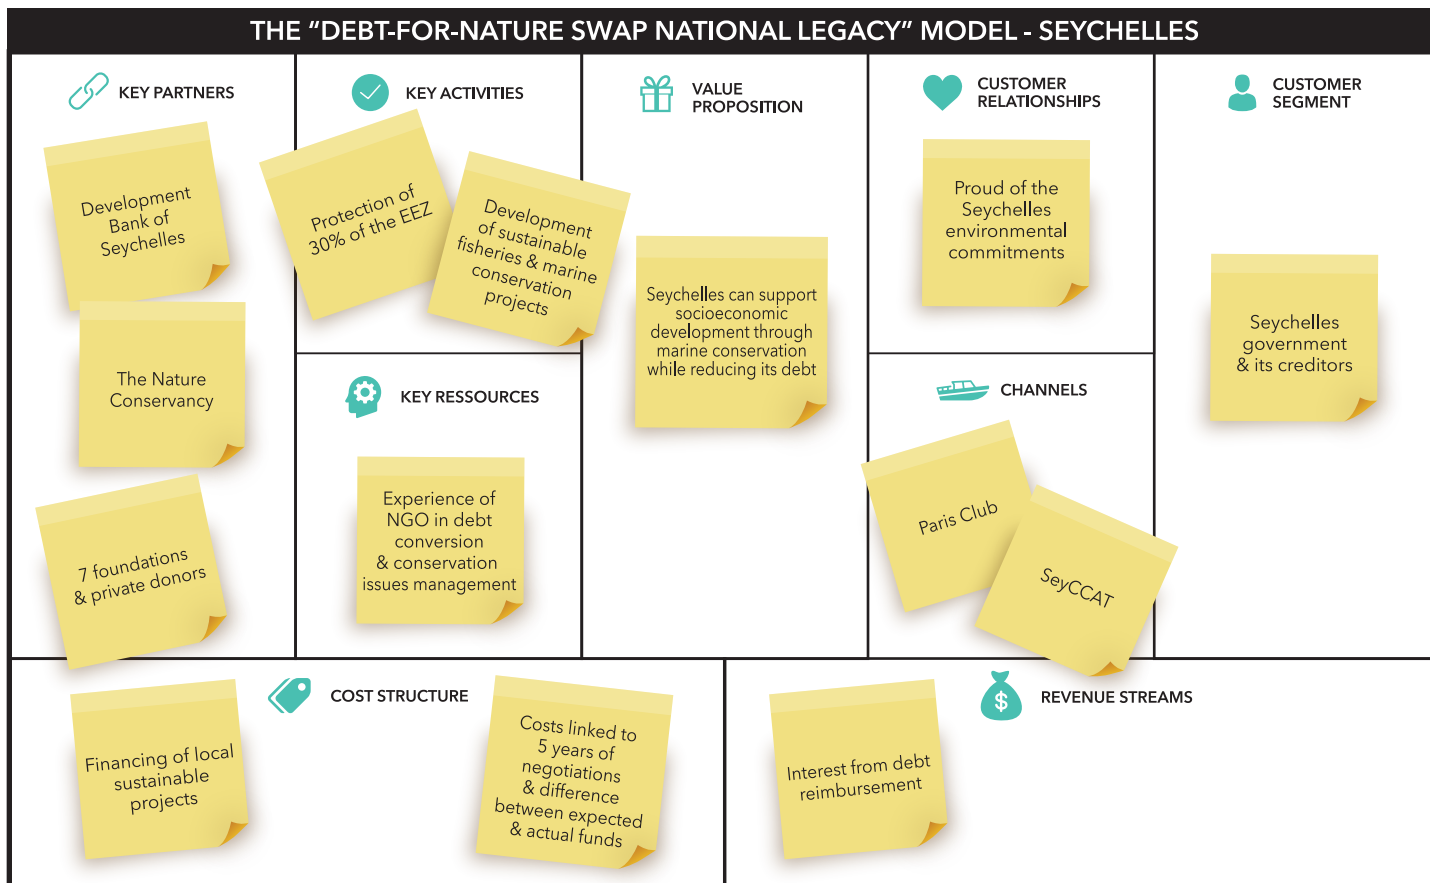 THE “DEBT-FOR-NATURE SWAP NATIONAL LEGACY” MODEL - SEYCHELLES
KEY PARTNERS
Development
Bank of
Seychelles
The Nature
Conservancy
7 foundations
& private donors
KEY ACTIVITIES
Protection of
30% of the EEZ
Development
of sustainable
fisheries & marine
conservation
projects
KEY RESSOURCES
Experience of
NGO in debt
conversion
& conservation
issues management
VALUE
PROPOSITION
Seychelles can support
socioeconomic
development through
marine conservation
while reducing its debt
CUSTOMER
RELATIONSHIPS
Proud of the
Seychelles
environmental
commitments
CHANNELS
Paris Club
SeyCCAT
CUSTOMER
SEGMENT
Seychelles
government
& its creditors
COST STRUCTURE
Financing of local
sustainable
projects
Costs linked to
5 years of
negotiations
& difference
between expected
& actual funds
REVENUE STREAMS
$
Interest from debt
reimbursement